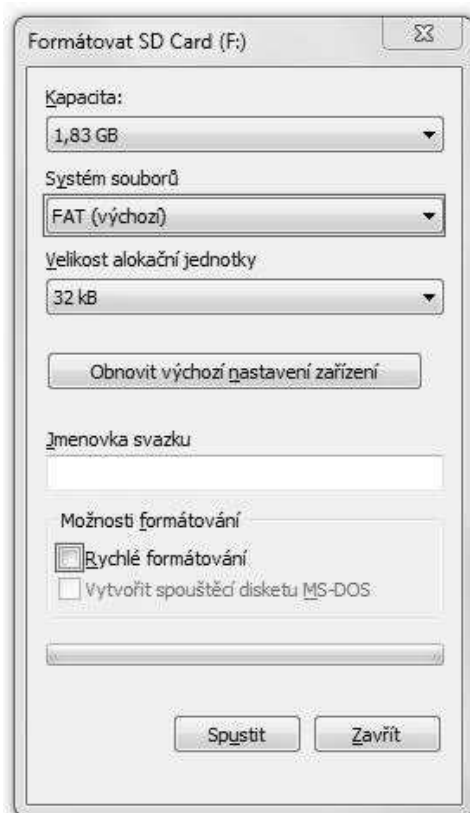 Formátovat SD Card (F:)
Kapacita:
1,83 GB
Systém souborů
FAT (výchozí)
Velikost alokační jednotky
32 kB
Obnovit výchozí nastavení zařízení
Jmenovka svazku
Možnosti formátování
Rychlé formátování
Vytvořit spouštěcí disketu MS-DOS
Spustit
Zavřít